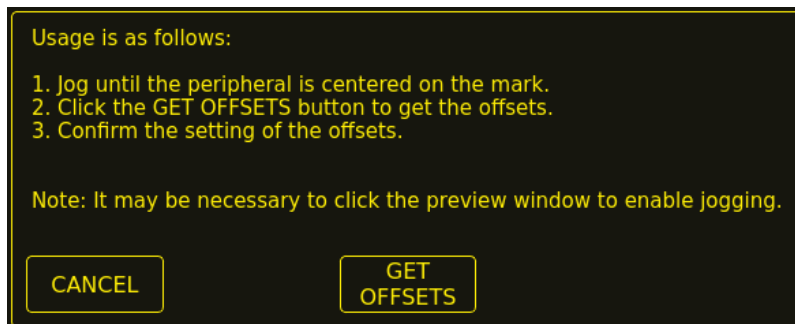 Usage is as follows:
1. Jog until the peripheral is centered on the mark.
2. Click the GET OFFSETS button to get the offsets.
3. Confirm the setting of the offsets.
Note: It may be necessary to click the preview window to enable jogging.
CANCEL
GET
OFFSETS